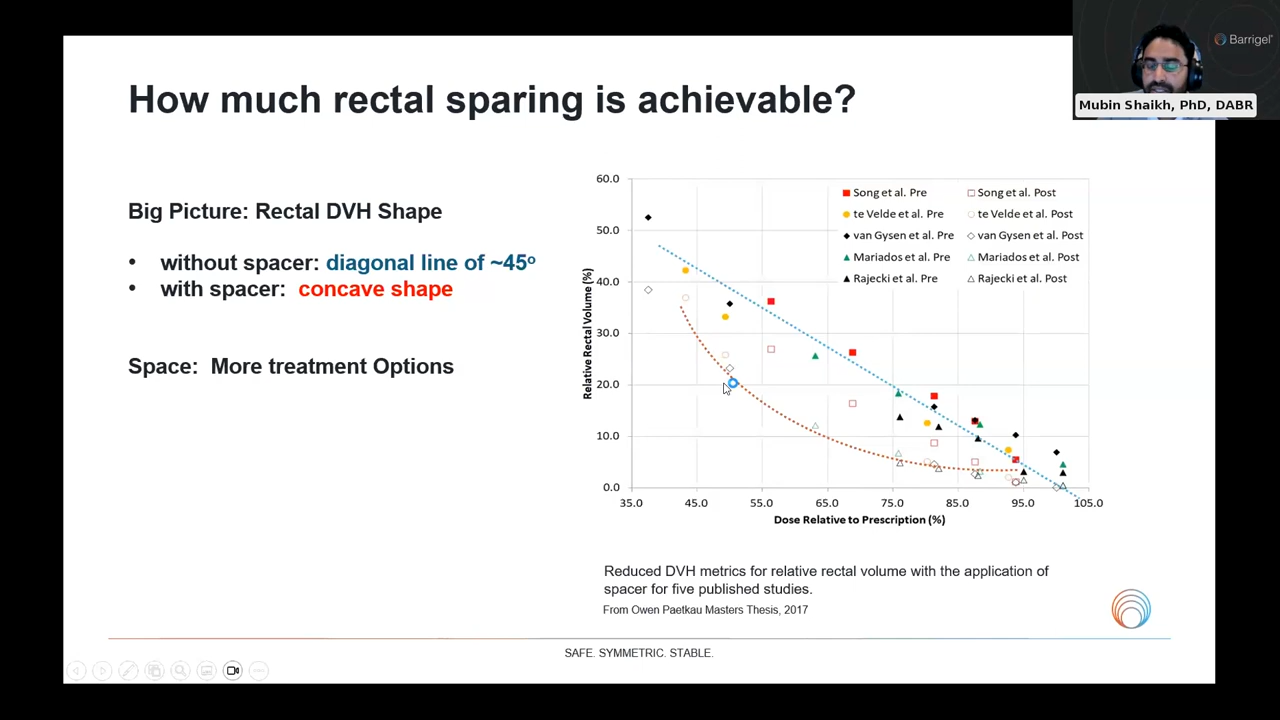 Barrigel
Mubin Shaikh, PhD, DABR
How much rectal sparing is achievable?
Big Picture: Rectal DVH Shape
• without spacer: diagonal line of ~45º
• with spacer: concave shape
Space: More treatment Options
60.0
50.0
40.0
30.0
20.0
10.0
0.0
Relative Rectal Volume (%)
Song et al. Pre
Song et al. Post
te Velde et al. Pre
te Velde et al. Post
van Gysen et al. Pre
van Gysen et al. Post
Mariados et al. Pre
Mariados et al. Post
Rajecki et al. Pre
Rajecki et al. Post
35.0 45.0 55.0 65.0 75.0 85.0 95.0 105.0
Dose Relative to Prescription (%)
Reduced DVH metrics for relative rectal volume with the application of
spacer for five published studies.
From Owen Paetkau Masters Thesis, 2017
SAFE. SYMMETRIC. STABLE.